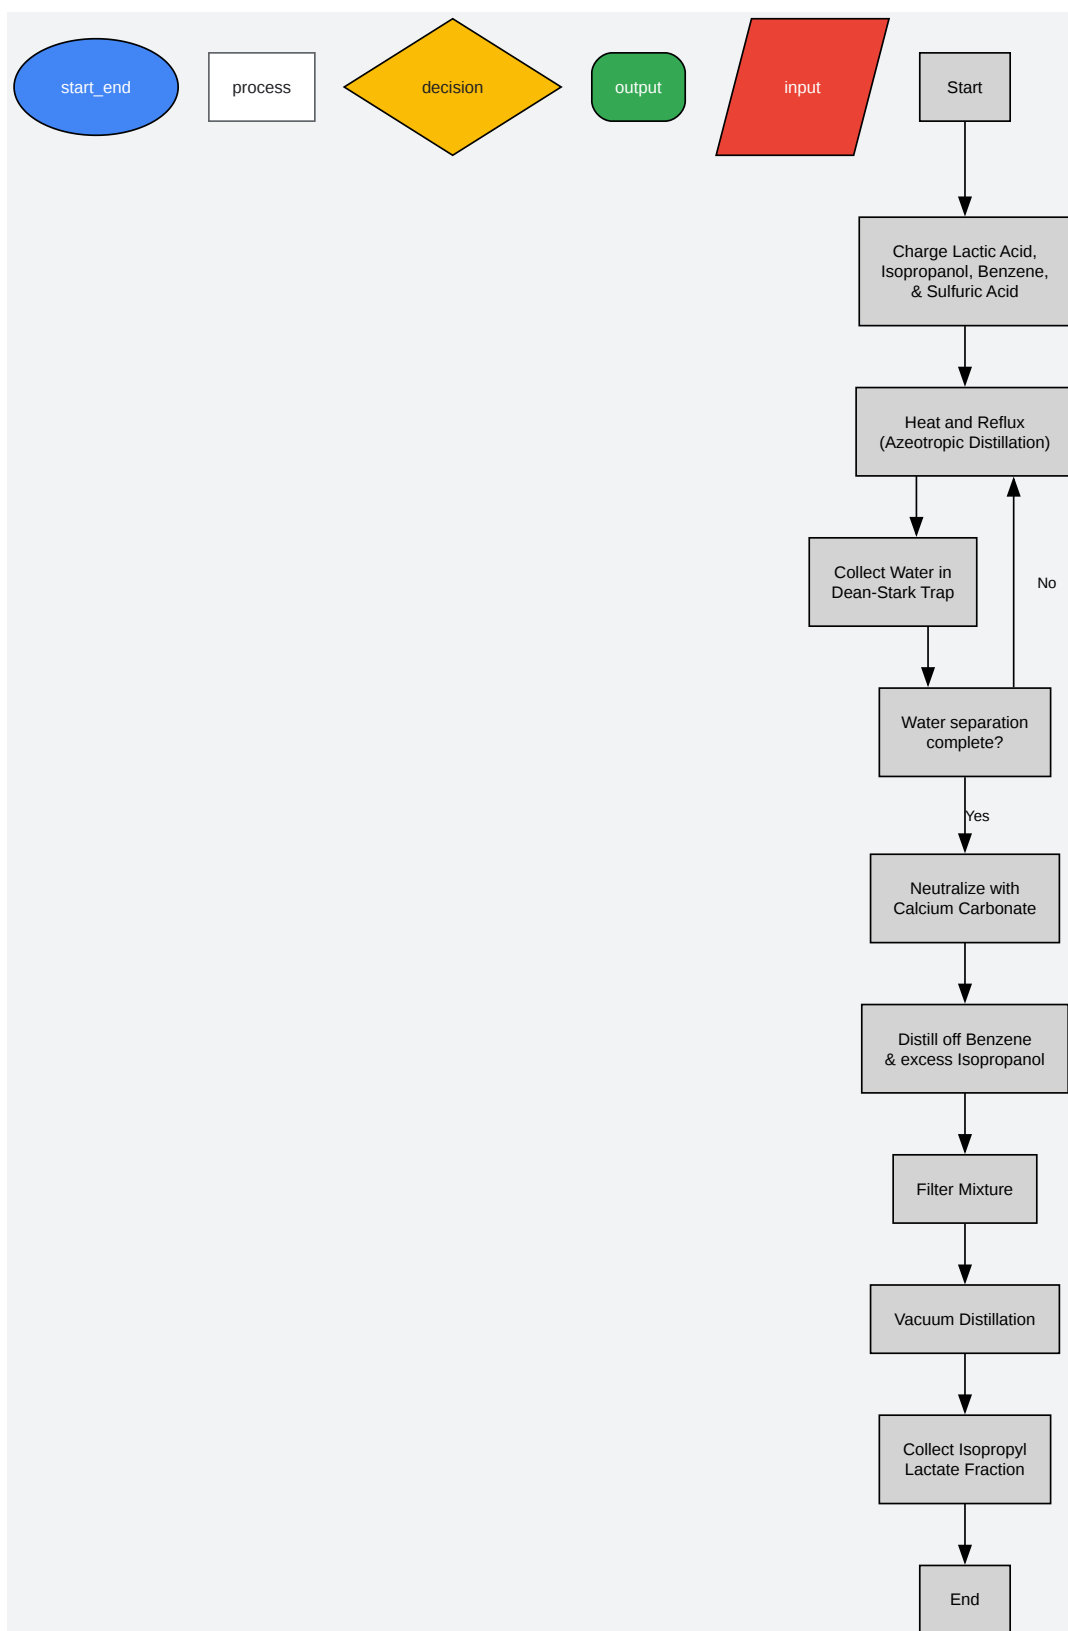 start_end
process
decision
output
input
Start
Charge Lactic Acid,
Isopropanol, Benzene,
& Sulfuric Acid
Heat and Reflux
(Azeotropic Distillation)
Collect Water in
Dean-Stark Trap
No
Water separation
complete?
Yes
Neutralize with
Calcium Carbonate
Distill off Benzene
& excess Isopropanol
Filter Mixture
Vacuum Distillation
Collect Isopropyl
Lactate Fraction
End